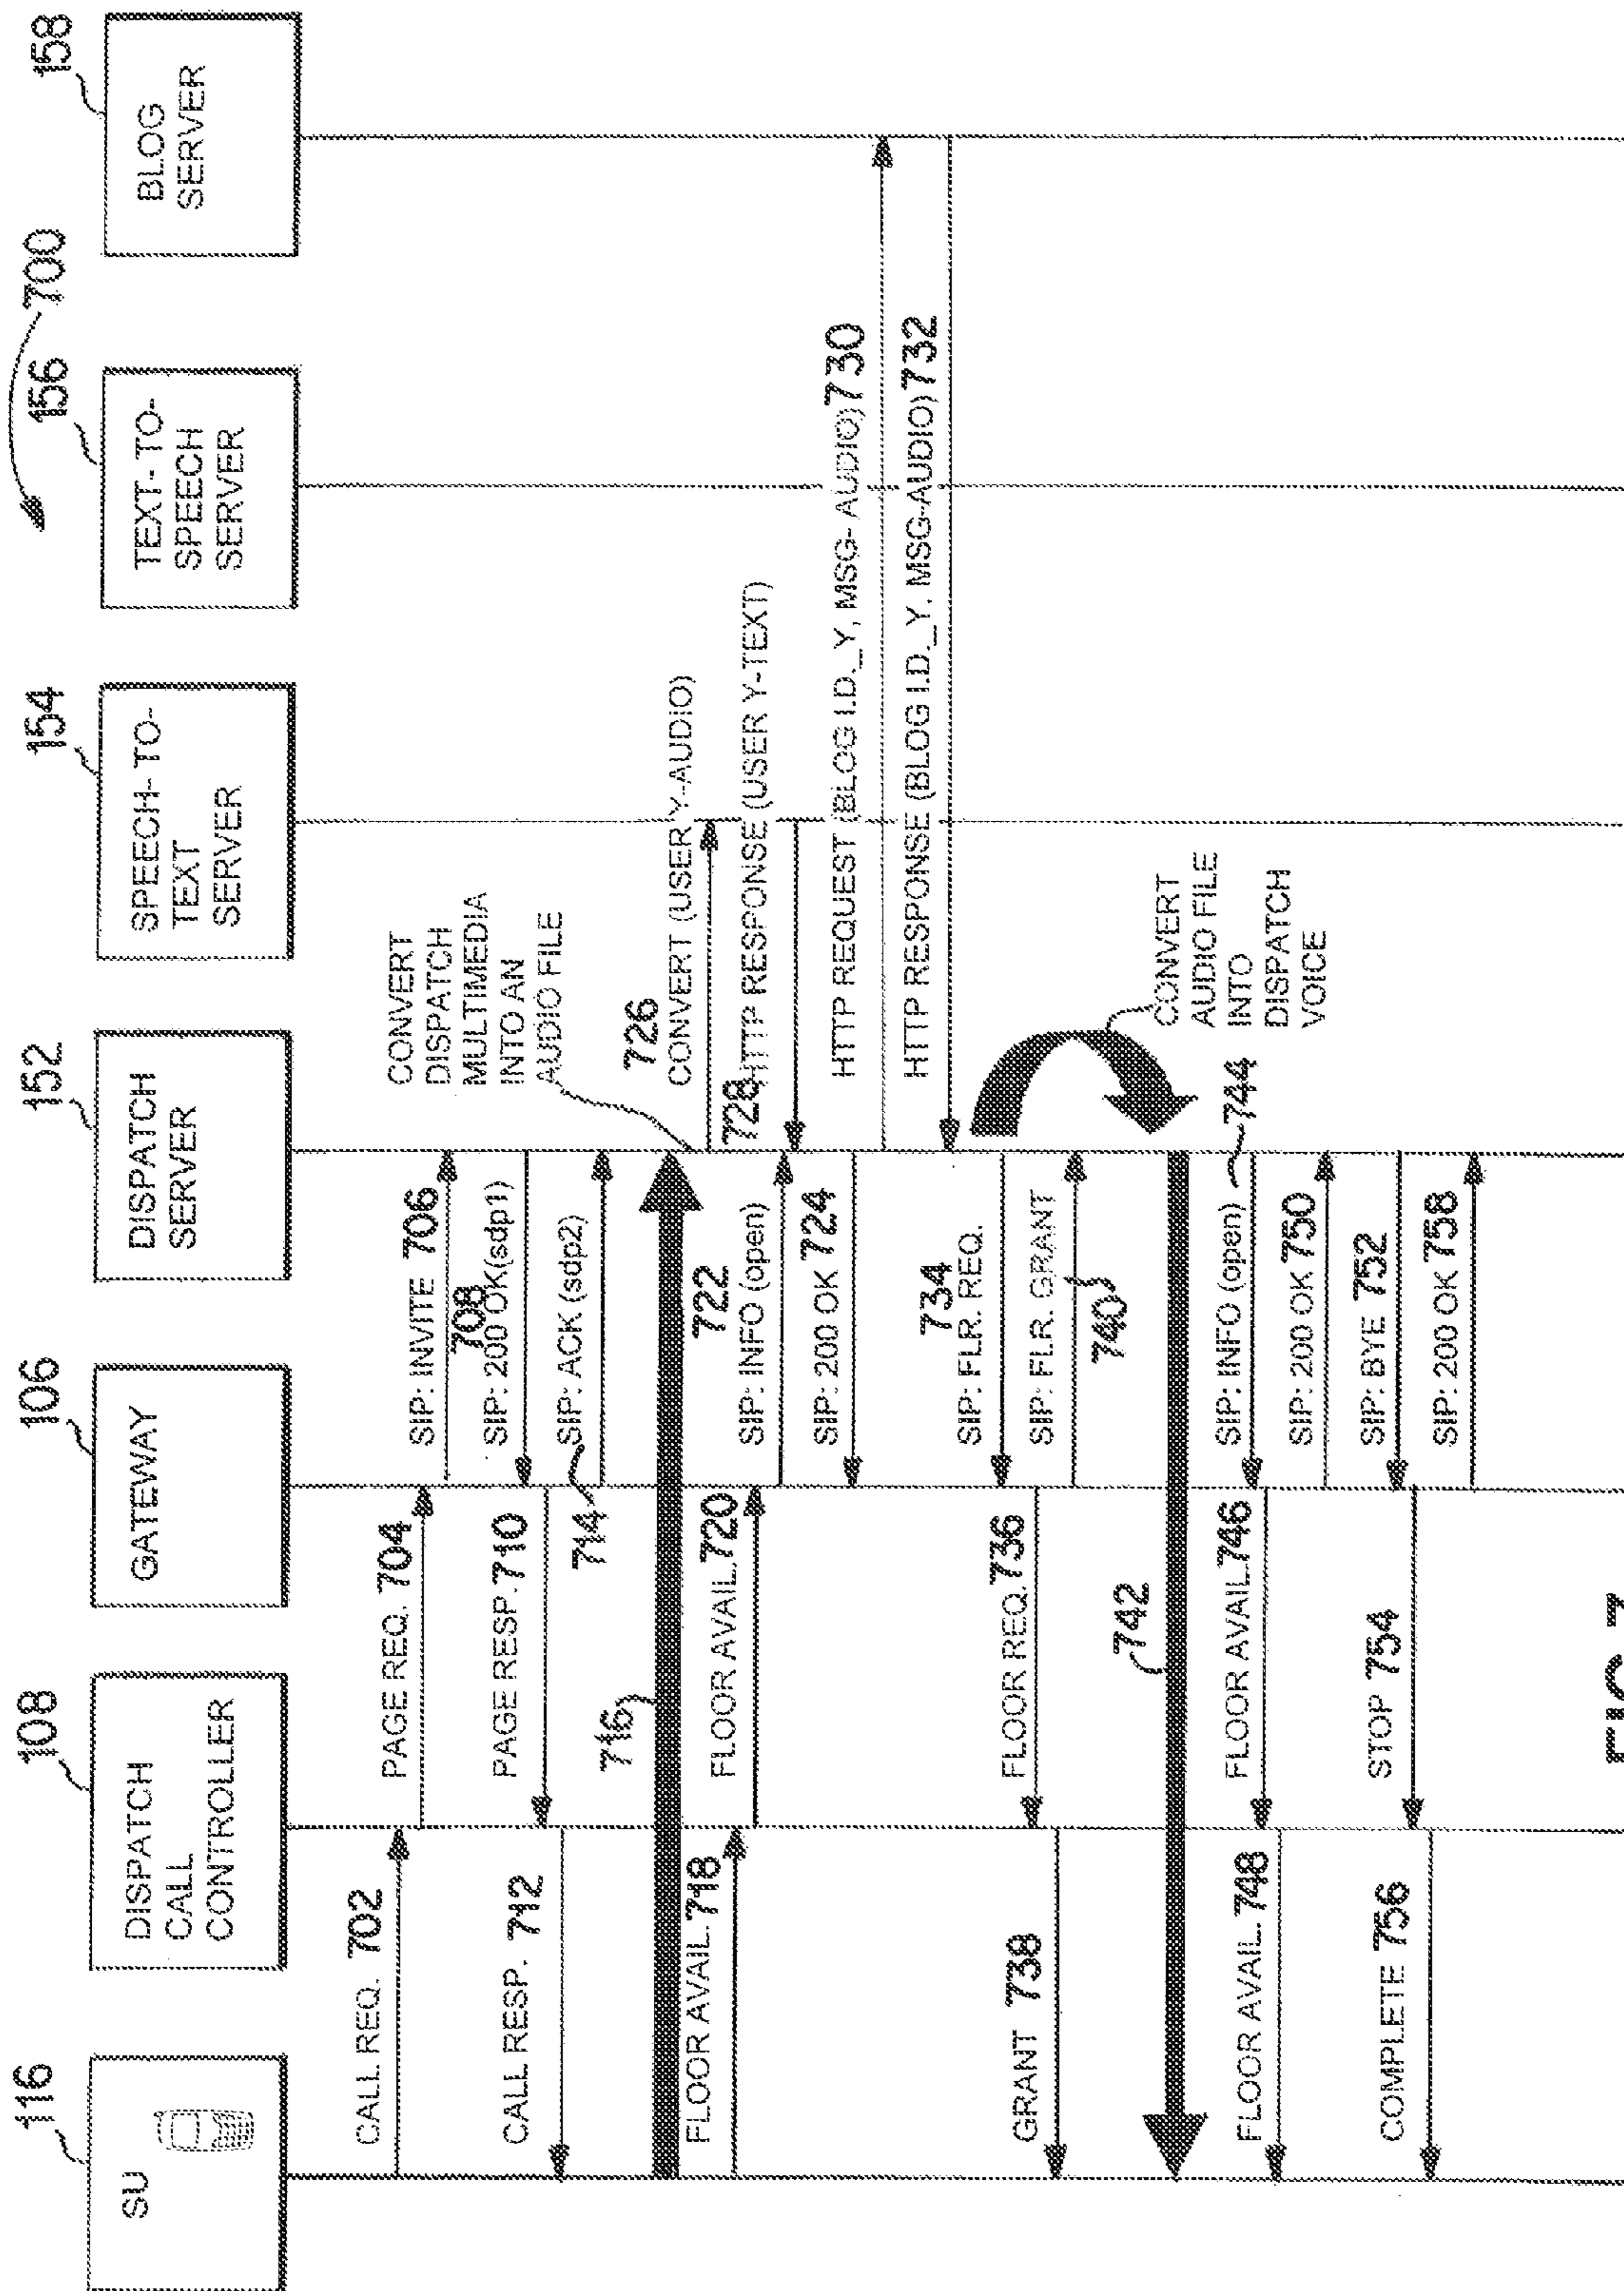 700
116
SU
108
DISPATCH
CALL
CONTROLLER
106
GATEWAY
152
DISPATCH
SERVER
154
SPEECH- TO-
TEXT
SERVER
156
TEXT- TO-
SPEECH
SERVER
158
BLOG
SERVER
CALL REQ. 702
PAGE REQ. 704
SIP: INVITE 706
708
SIP: 200 OK(sdp1)
PAGE RESP. 710
CALL RESP. 712
SIP: ACK (sdp2)
714
716
CONVERT
DISPATCH
MULTIMEDIA
INTO AN
AUDIO FILE
FLOOR AVAIL. 718
FLOOR AVAIL. 720
722
SIP: INFO (open)
SIP: 200 OK 724
726
CONVERT (USER Y-AUDIO)
728
HTTP RESPONSE (USER Y-TEXT)
HTTP REQUEST (BLOG I.D._Y, MSG- AUDIO) 730
HTTP RESPONSE (BLOG I.D._Y, MSG-AUDIO) 732
734
SIP: FLR. REQ.
FLOOR REQ. 736
GRANT 738
SIP: FLR. GRANT
740
CONVERT
AUDIO FILE
INTO
DISPATCH
VOICE
742
SIP: INFO (open)
744
FLOOR AVAIL. 746
FLOOR AVAIL. 748
SIP: 200 OK 750
SIP: BYE 752
STOP 754
COMPLETE 756
SIP: 200 OK 758